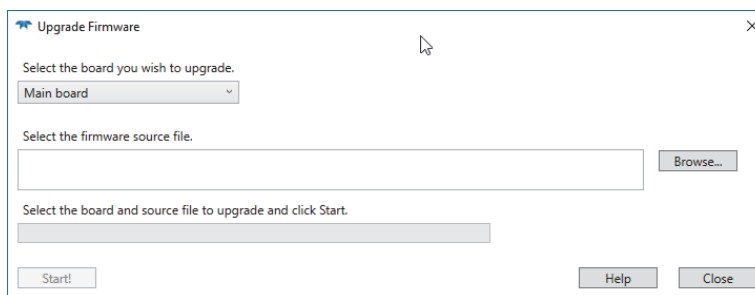 Upgrade Firmware
Select the board you wish to upgrade.
Main board
Select the firmware source file.
Browse...
Select the board and source file to upgrade and click Start.
Start!
Help
Close